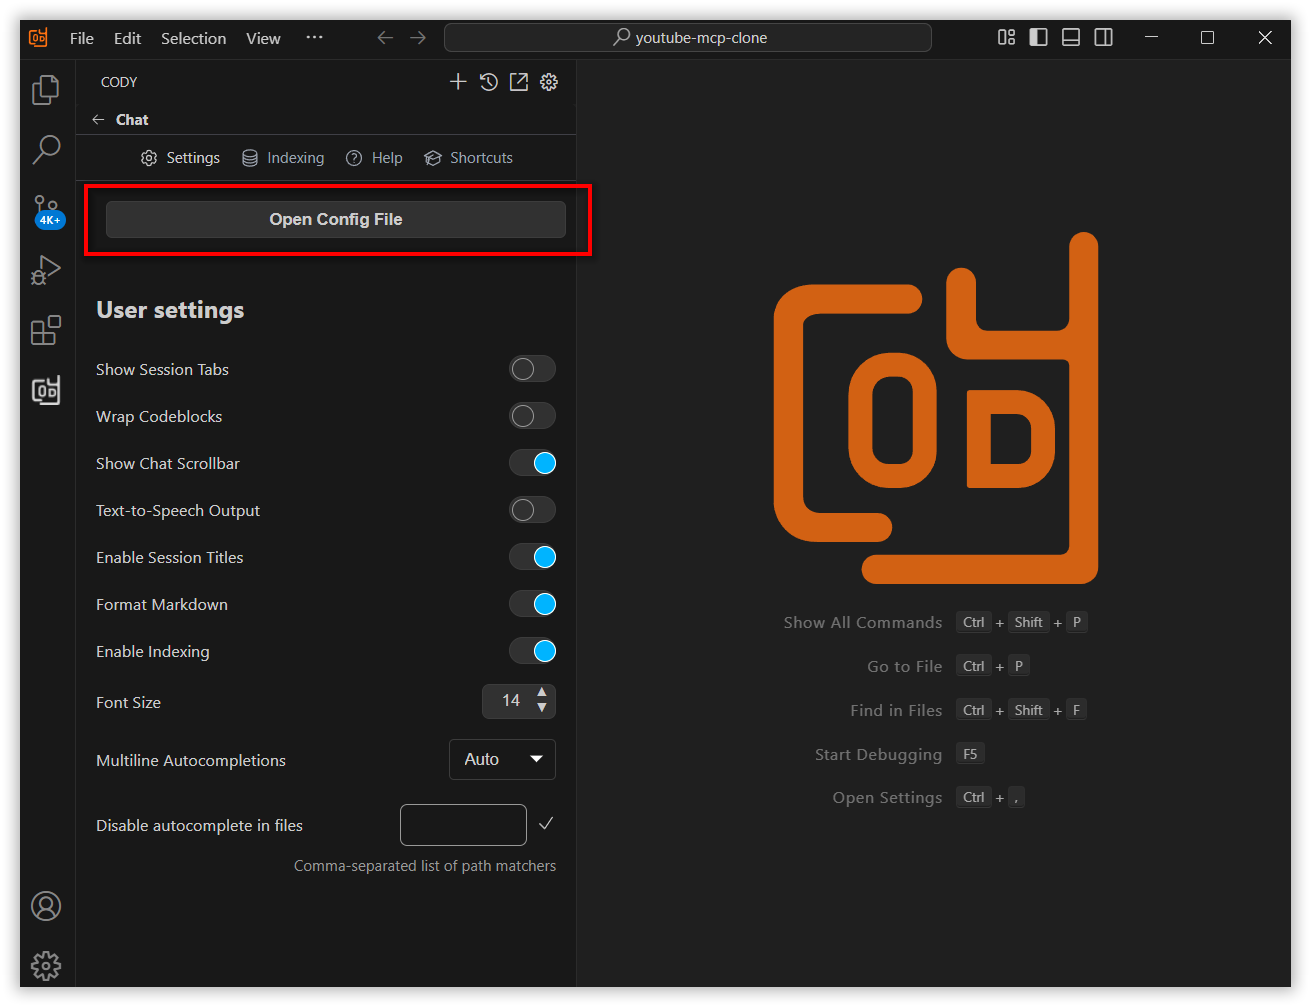 File Edit Selection View ··· youtube-mcp-clone
CODY
Chat
Settings Indexing Help Shortcuts
4K+
Open Config File
User settings
Show Session Tabs
Wrap Codeblocks
Show Chat Scrollbar
Text-to-Speech Output
Enable Session Titles
Format Markdown
Enable Indexing
Font Size 14
Multiline Autocompletions Auto
Disable autocomplete in files
Comma-separated list of path matchers
OD
Show All Commands Ctrl + Shift + P
Go to File Ctrl + P
Find in Files Ctrl + Shift + F
Start Debugging F5
Open Settings Ctrl + ,